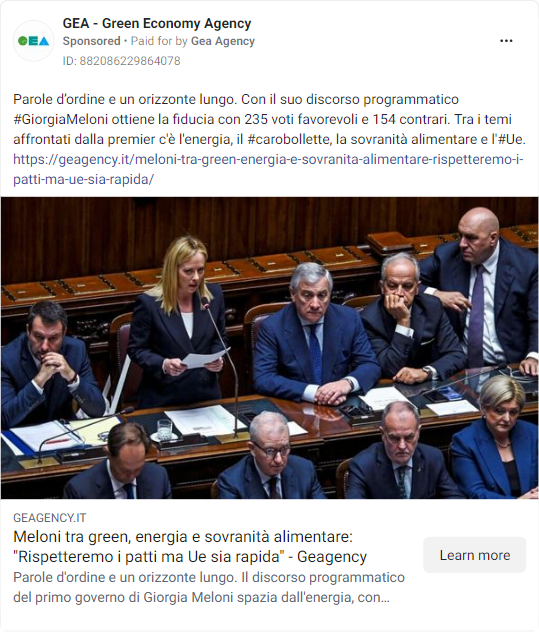 GEA - Green Economy Agency
Sponsored • Paid for by Gea Agency
ID: 882086229864078
GEA
Parole d'ordine e un orizzonte lungo. Con il suo discorso programmatico
#GiorgiaMeloni ottiene la fiducia con 235 voti favorevoli e 154 contrari. Tra i temi
affrontati dalla premier c'è l'energia, il #carobollette, la sovranità alimentare e l'#Ue.
https://geagency.it/meloni-tra-green-energia-e-sovranita-alimentare-rispetteremo-i-
patti-ma-ue-sia-rapida/
GEAGENCY.IT
Meloni tra green, energia e sovranità alimentare:
"Rispetteremo i patti ma Ue sia rapida" - Geagency
Parole d'ordine e un orizzonte lungo. Il discorso programmatico
del primo governo di Giorgia Meloni spazia dall'energia, con...
Learn more